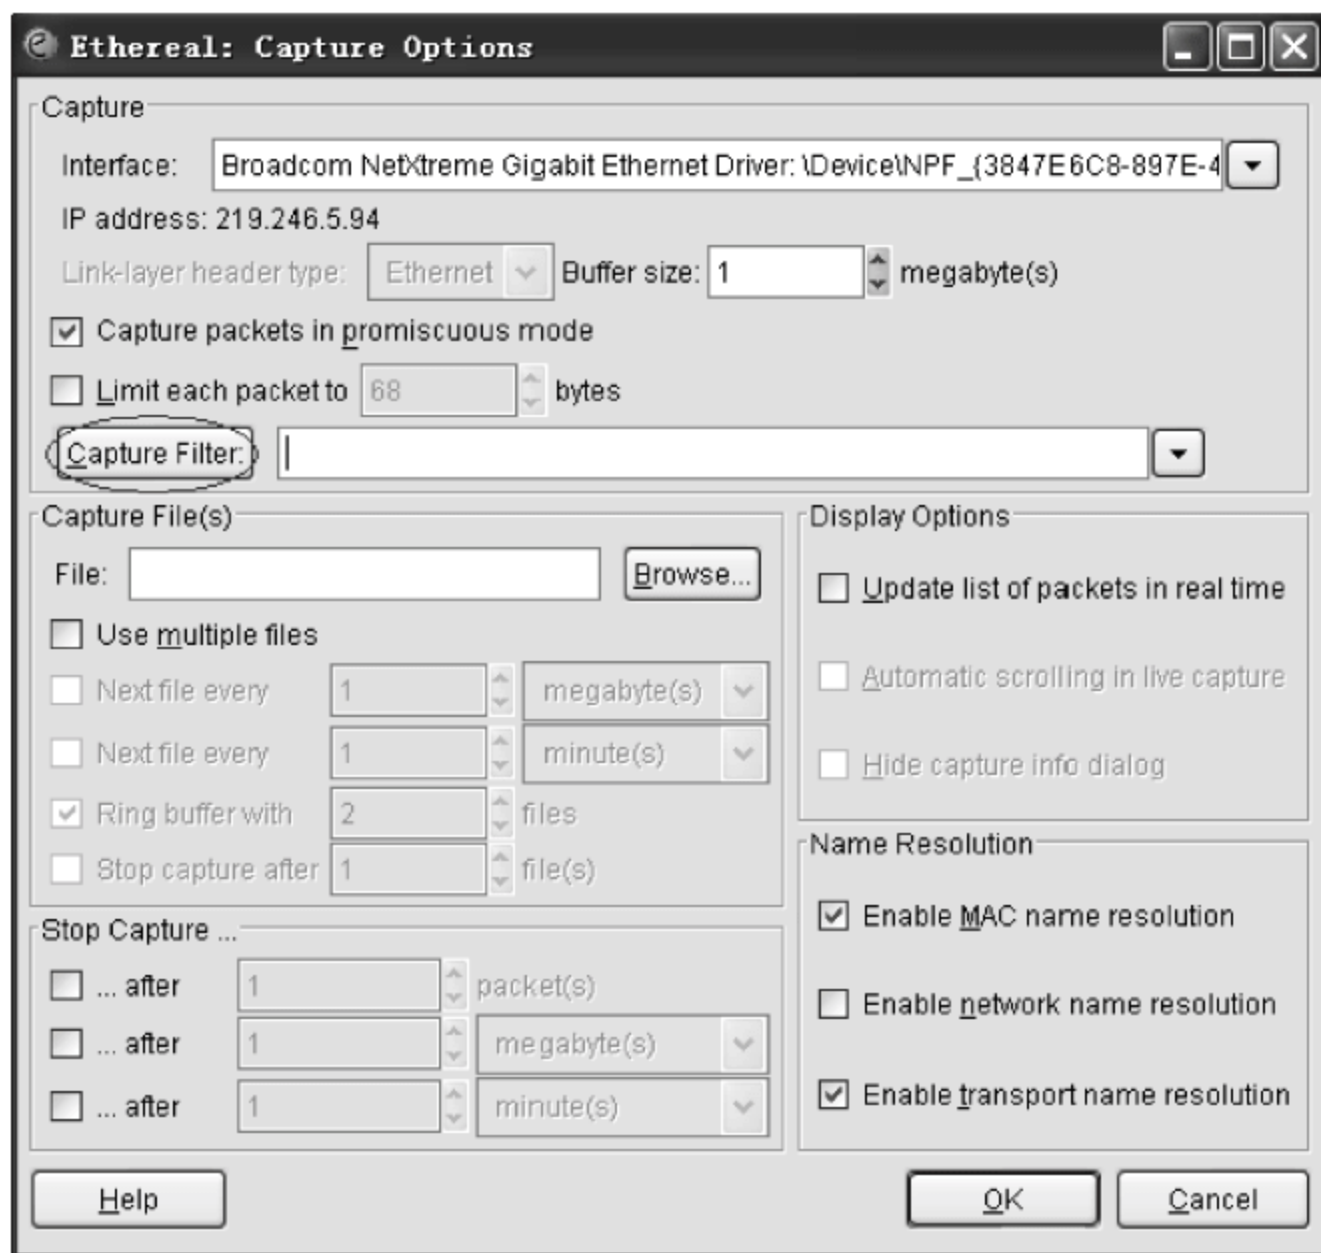 Ethereal: Capture Options
Capture
Interface: Broadcom NetXtreme Gigabit Ethernet Driver: \Device\NPF_{3847E6C8-897E-4
IP address: 219.246.5.94
Link-layer header type: Ethernet Buffer size: 1 megabyte(s)
Capture packets in promiscuous mode
Limit each packet to 68 bytes
Capture Filter:
Capture File(s)
File: Browse...
Use multiple files
Next file every 1 megabyte(s)
Next file every 1 minute(s)
Ring buffer with 2 files
Stop capture after 1 file(s)
Stop Capture ...
... after 1 packet(s)
... after 1 megabyte(s)
... after 1 minute(s)
Display Options
Update list of packets in real time
Automatic scrolling in live capture
Hide capture info dialog
Name Resolution
Enable MAC name resolution
Enable network name resolution
Enable transport name resolution
Help OK Cancel